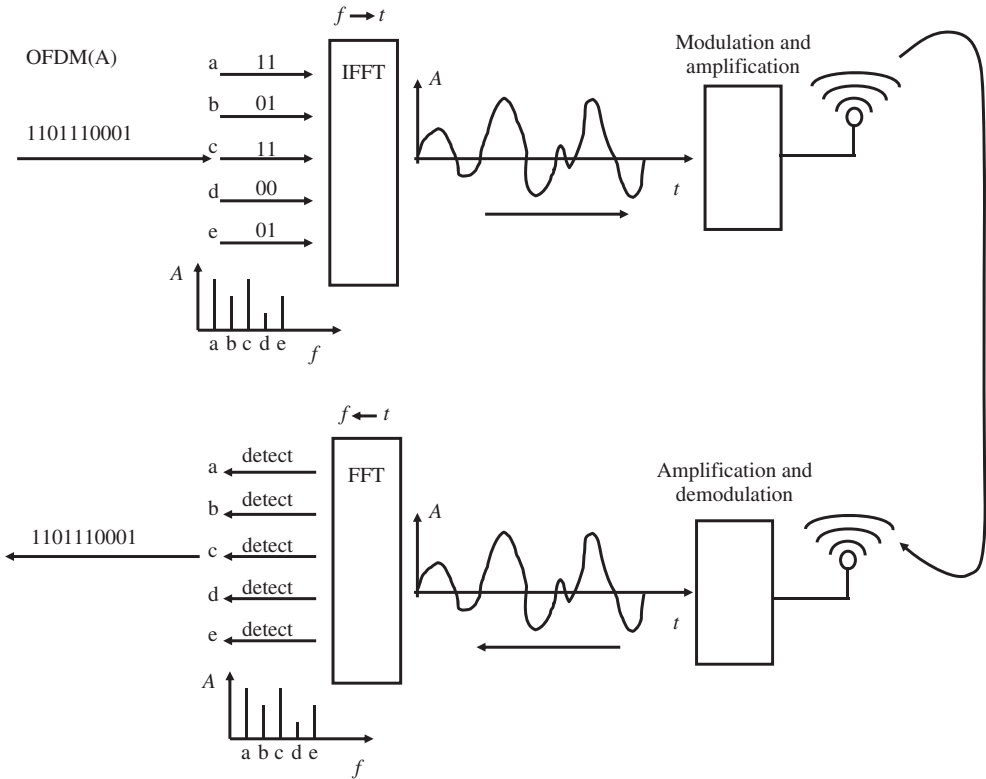 f → t
OFDM(A)
Modulation and
amplification
IFFT
A
a 11
b 01
1101110001
c 11
d 00
t
e 01
A
a b c d e
f
f ← t
Amplification and
demodulation
FFT
A
a detect
b detect
1101110001
c detect
d detect
t
e detect
A
a b c d e
f